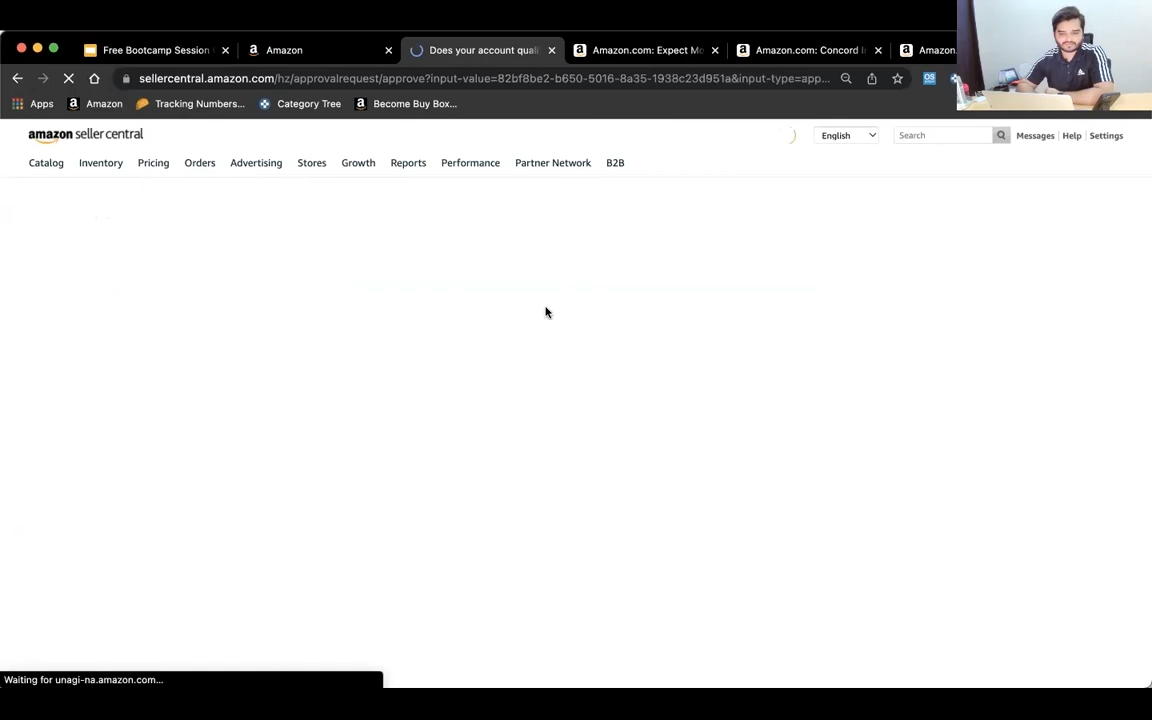 Free Bootcamp Session
Amazon
Does your account quali
Amazon.com: Expect Mo
Amazon.com: Concord I
Amazon.
sellercentral.amazon.com/hz/approvalrequest/approve?input-value=82bf8be2-b650-5016-8a35-1938c23d951a&input-type=app...
Apps
Amazon
Tracking Numbers...
Category Tree
Become Buy Box...
amazon seller central
English
Search
Messages
Help
Settings
Catalog
Inventory
Pricing
Orders
Advertising
Stores
Growth
Reports
Performance
Partner Network
B2B
Waiting for unagi-na.amazon.com...